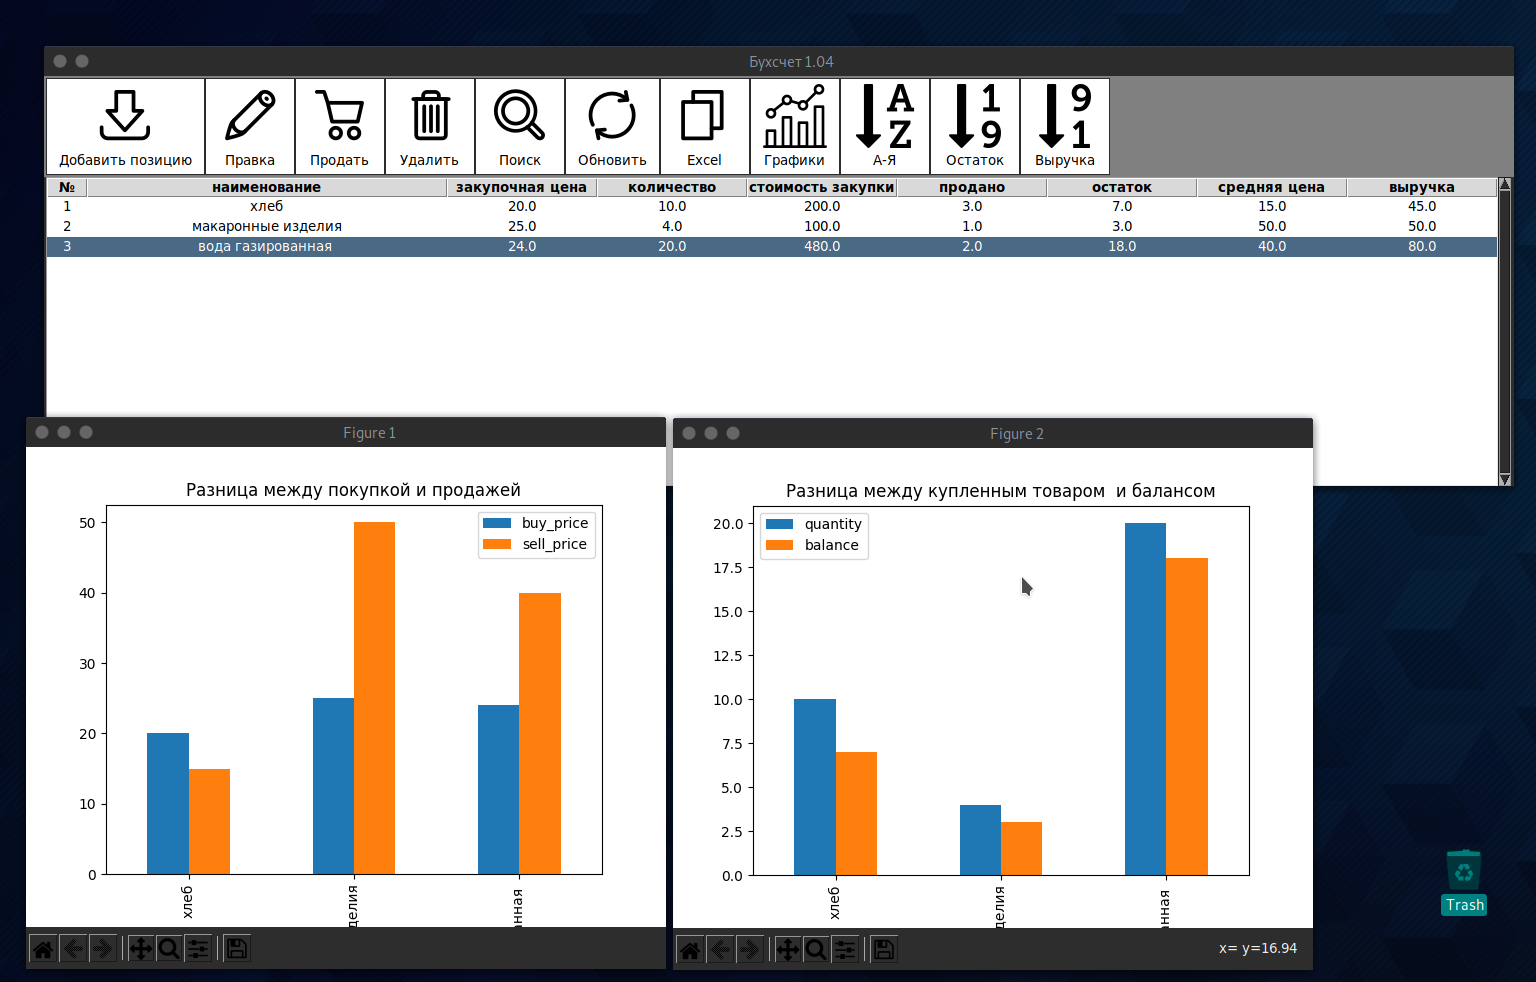 Бухсчет 1.04
Добавить позицию Правка Продать Удалить Поиск Обновить Excel Графики А-Я Остаток Выручка
A Z 1 9 9 1
№ наименование закупочная цена количество стоимость закупки продано остаток средняя цена выручка
1 хлеб 20.0 10.0 200.0 3.0 7.0 15.0 45.0
2 макаронные изделия 25.0 4.0 100.0 1.0 3.0 50.0 50.0
3 вода газированная 24.0 20.0 480.0 2.0 18.0 40.0 80.0
Figure 1
Разница между покупкой и продажей
buy_price
sell_price
50
40
30
20
10
0
хлеб
делия
нная
Figure 2
Разница между купленным товаром и балансом
quantity
balance
20.0
17.5
15.0
12.5
10.0
7.5
5.0
2.5
0.0
хлеб
делия
нная
x= y=16.94
Trash